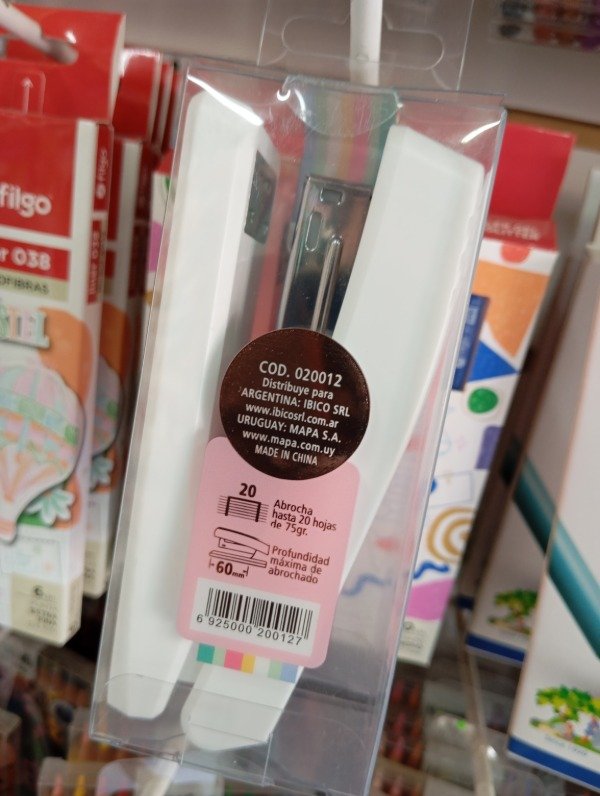 filgo
filgo
COD. 020012
Distribuye para
ARGENTINA: IBICO SRL
www.ibicosrl.com.ar
URUGUAY: MAPA S.A.
www.mapa.com.uy
MADE IN CHINA
20
Abrocha
hasta 20 hojas
de 75gr.
Profundidad
máxima de
abrochado
60mm
6 925000 200127